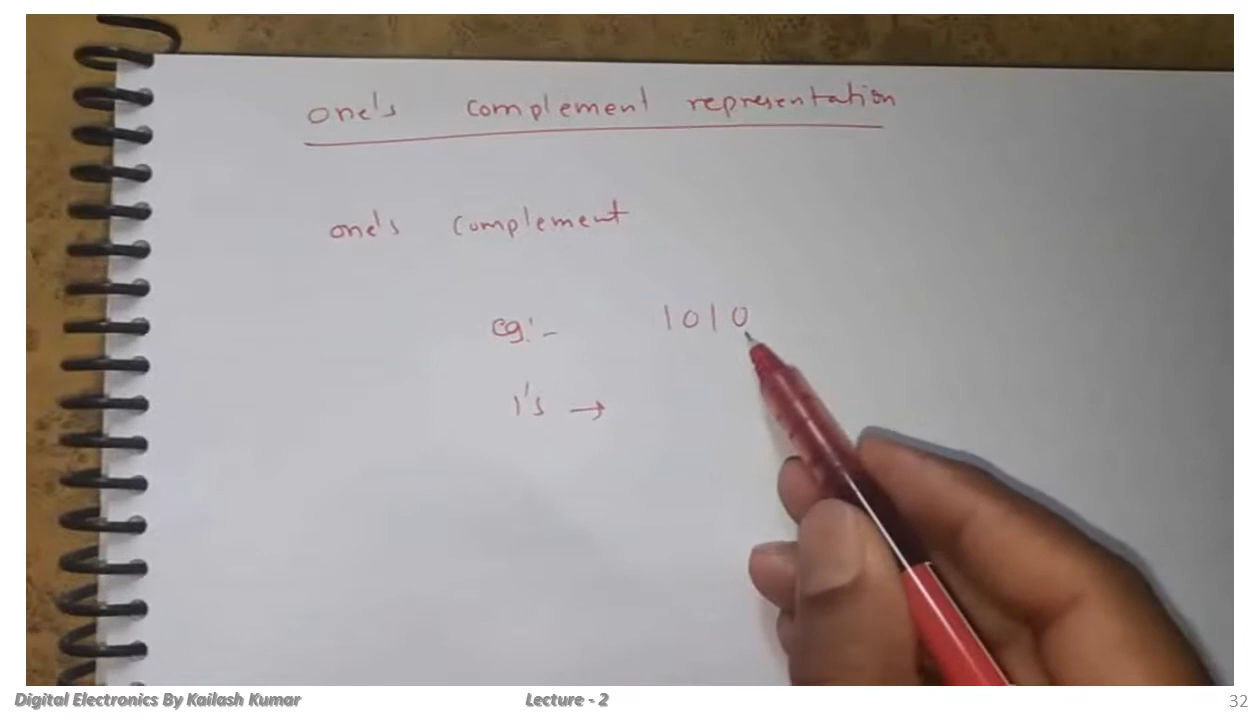 one's complement representation
one's complement
eg:- 1010
1's →
Digital Electronics By Kailash Kumar Lecture - 2 32